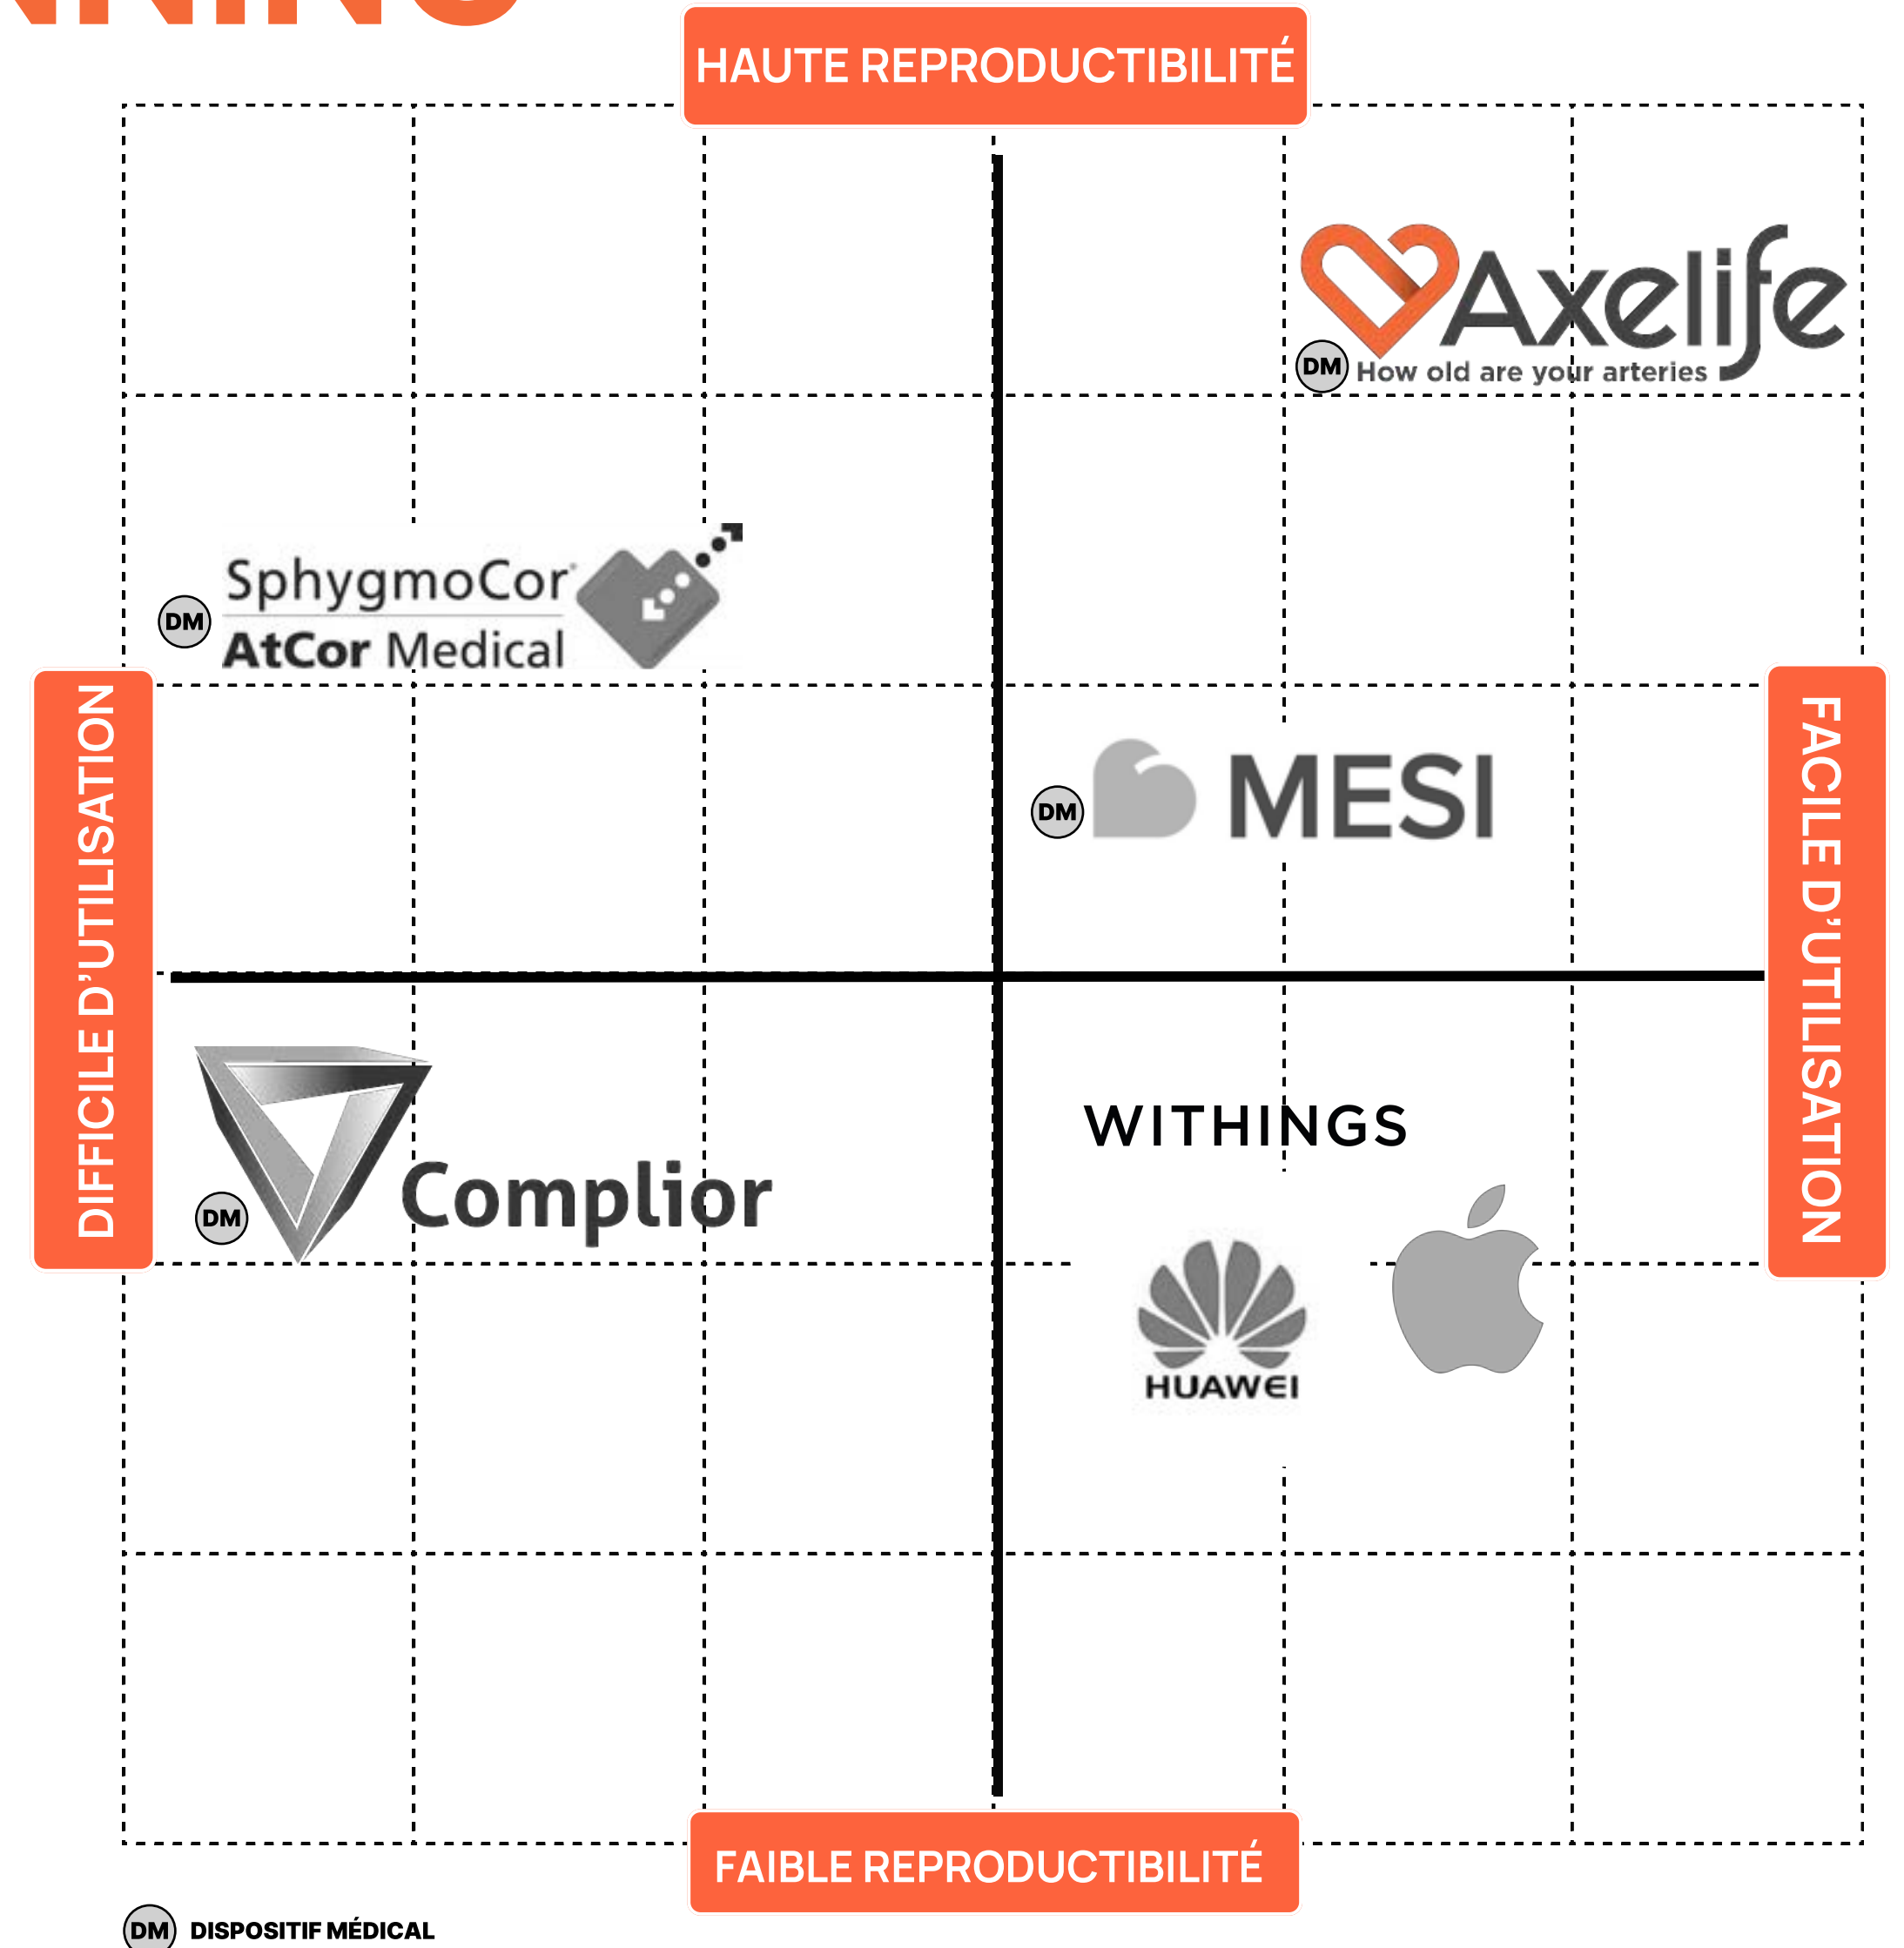 HAUTE REPRODUCTIBILITÉ
Axelife
DM How old are your arteries
SphygmoCor
DM
AtCor Medical
DIFFICILE D'UTILISATION
FACILE D'UTILISATION
DM MESI
WITHINGS
Complior
DM
HUAWEI
FAIBLE REPRODUCTIBILITÉ
DM DISPOSITIF MÉDICAL